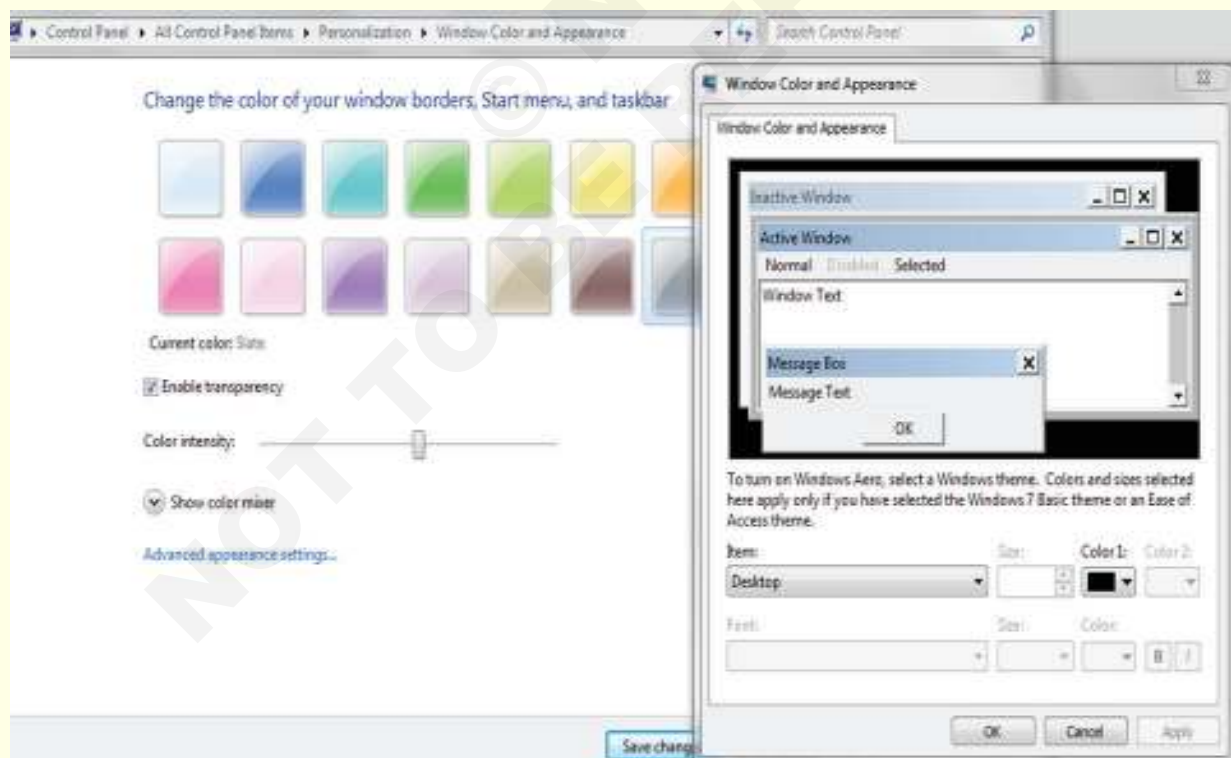 Control Panel ▸ All Control Panel Items ▸ Personalization ▸ Window Color and Appearance
Search Control Panel
Change the color of your window borders, Start menu, and taskbar
Current color: Slate
Enable transparency
Color intensity:
Show color mixer
Advanced appearance settings...
Save chang
Window Color and Appearance
Window Color and Appearance
Inactive Window
Active Window
Normal Disabled Selected
Window Text
Message Box
Message Text
OK
To turn on Windows Aero, select a Windows theme. Colors and sizes selected
here apply only if you have selected the Windows 7 Basic theme or an Ease of
Access theme.
Item: Size: Color 1: Color 2:
Desktop
Font: Size: Color:
B I
OK Cancel Apply
©
NOT TO BE RE